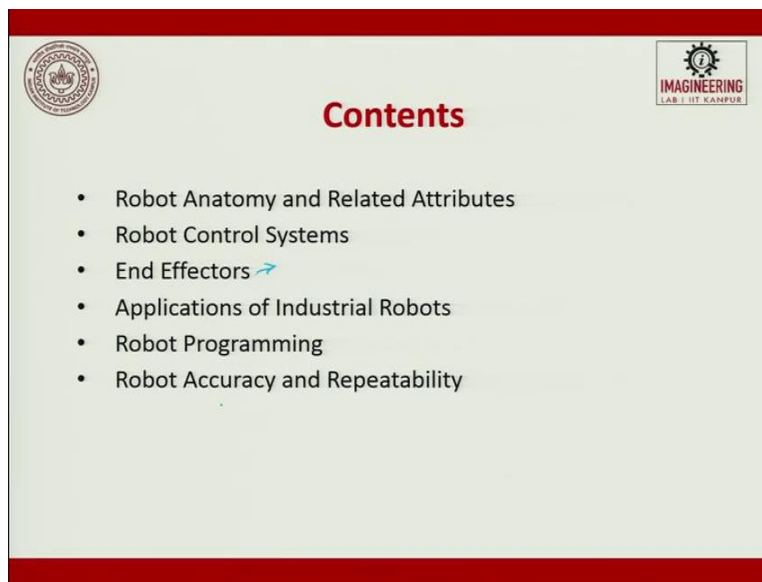 IMAGINEERING
LAB | IIT KANPUR
Contents
• Robot Anatomy and Related Attributes
• Robot Control Systems
• End Effectors
• Applications of Industrial Robots
• Robot Programming
• Robot Accuracy and Repeatability